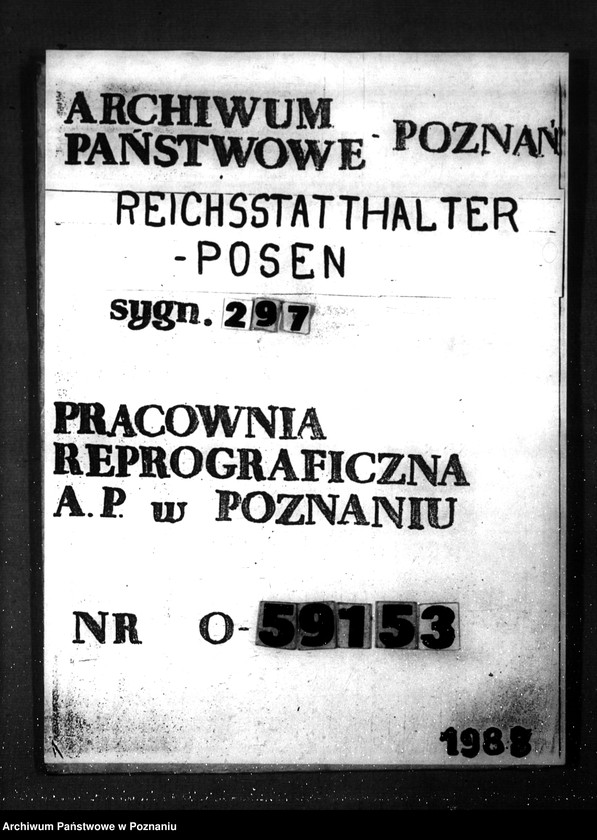 ARCHIWUM
PAŃSTWOWE - POZNAŃ
REICHSSTATTHALTER
-POSEN
sygn. 297
PRACOWNIA
REPROGRAFICZNA
A.P. w POZNANIU
NR O-59153
1988
Archiwum Państwowe w Poznaniu